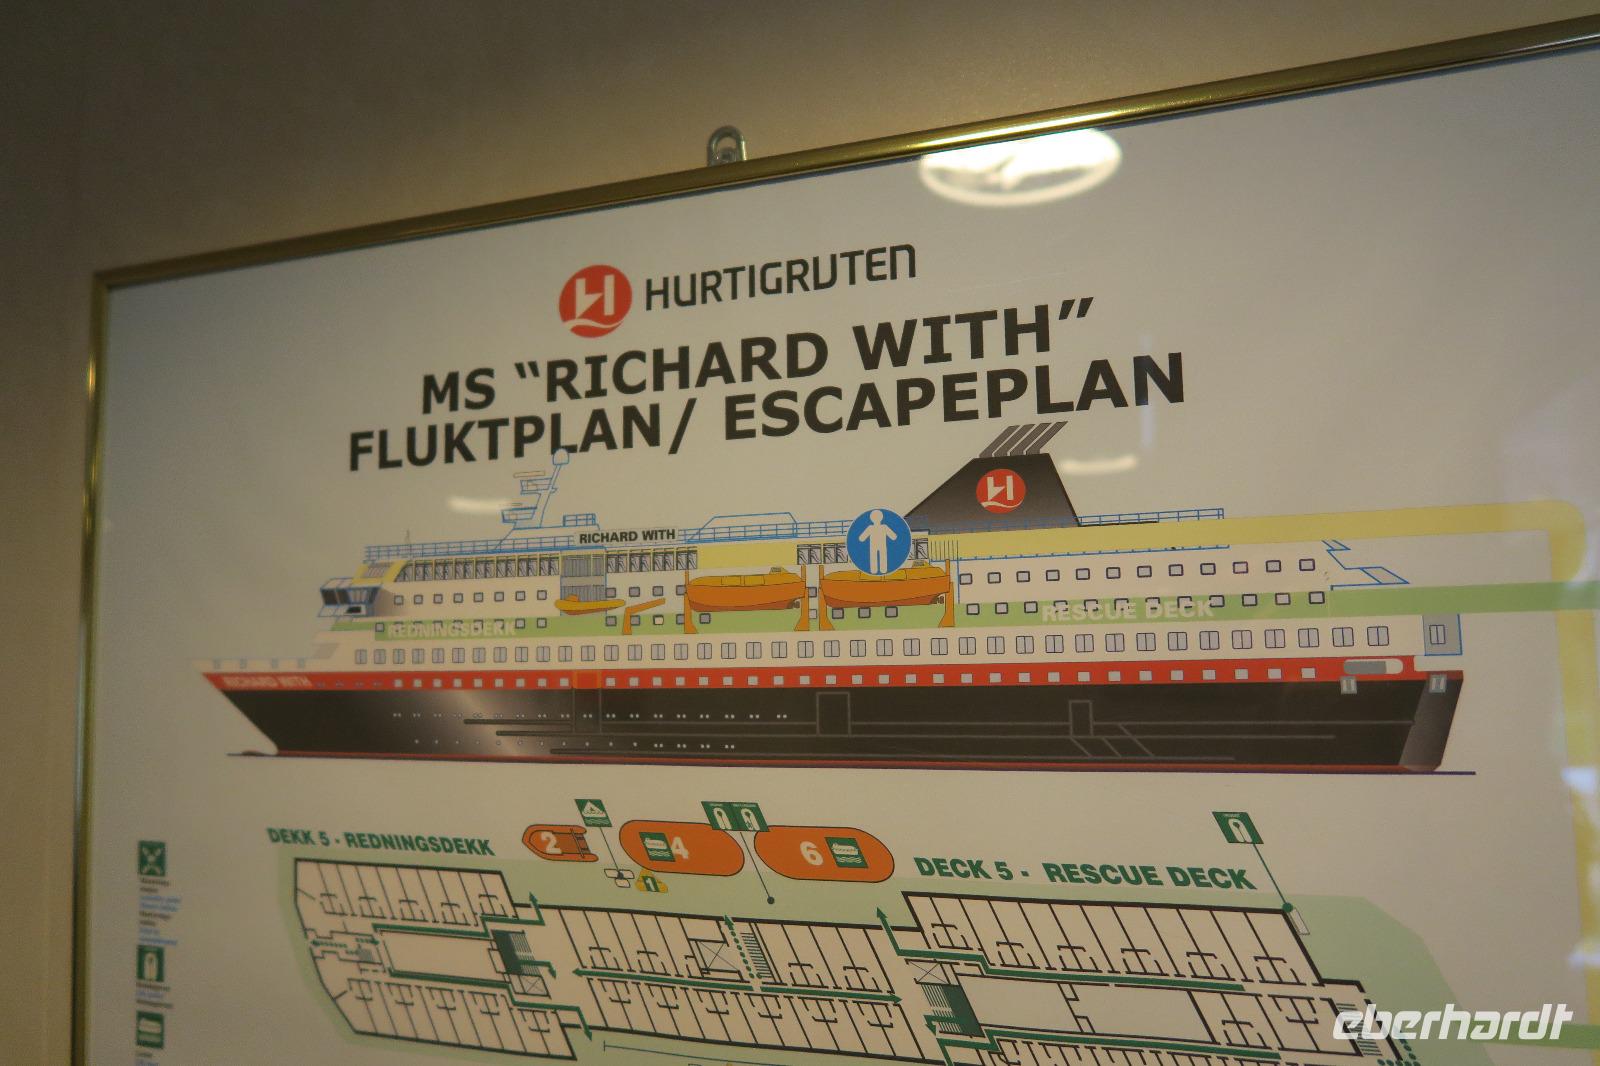 HURTIGRUTEN
MS “RICHARD WITH”
FLUKTPLAN/ ESCAPEPLAN
RICHARD WITH
REDNINGSDEKK
RESCUE DECK
RICHARD WITH
DEKK 5 - REDNINGSDEKK
2
4
6
DECK 5 - RESCUE DECK
eberhardt